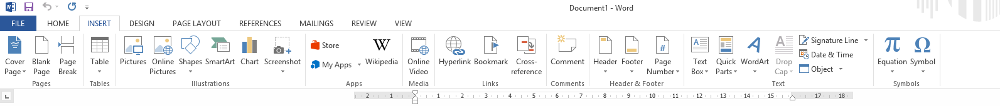 Document1 - Word
FILE HOME INSERT DESIGN PAGE LAYOUT REFERENCES MAILINGS REVIEW VIEW
Cover Page
Blank Page
Page Break
Pages
Table
Tables
Pictures
Online Pictures
Shapes
SmartArt
Chart
Screenshot
Illustrations
Store
My Apps
W
Wikipedia
Apps
Online Video
Media
Hyperlink
Bookmark
Cross-reference
Links
Comment
Comments
Header
Footer
#
Page Number
Header & Footer
A
Text Box
Quick Parts
A
WordArt
A
Drop Cap
Signature Line
Date & Time
Object
Text
π
Equation
Ω
Symbol
Symbols
L
2 1 1 2 3 4 5 6 7 8 9 10 11 12 13 14 15 17 18